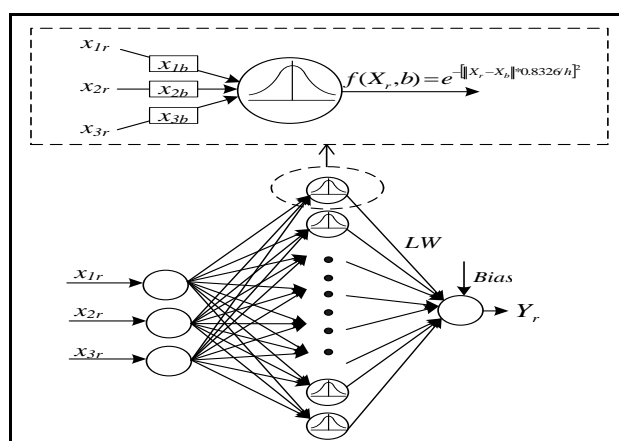 x1r
x1b
x2r
x2b
f(Xr,b)=e^-[‖Xr-Xb‖*0.8326/h]^2
x3r
x3b
LW
x1r
Bias
x2r
Yr
x3r